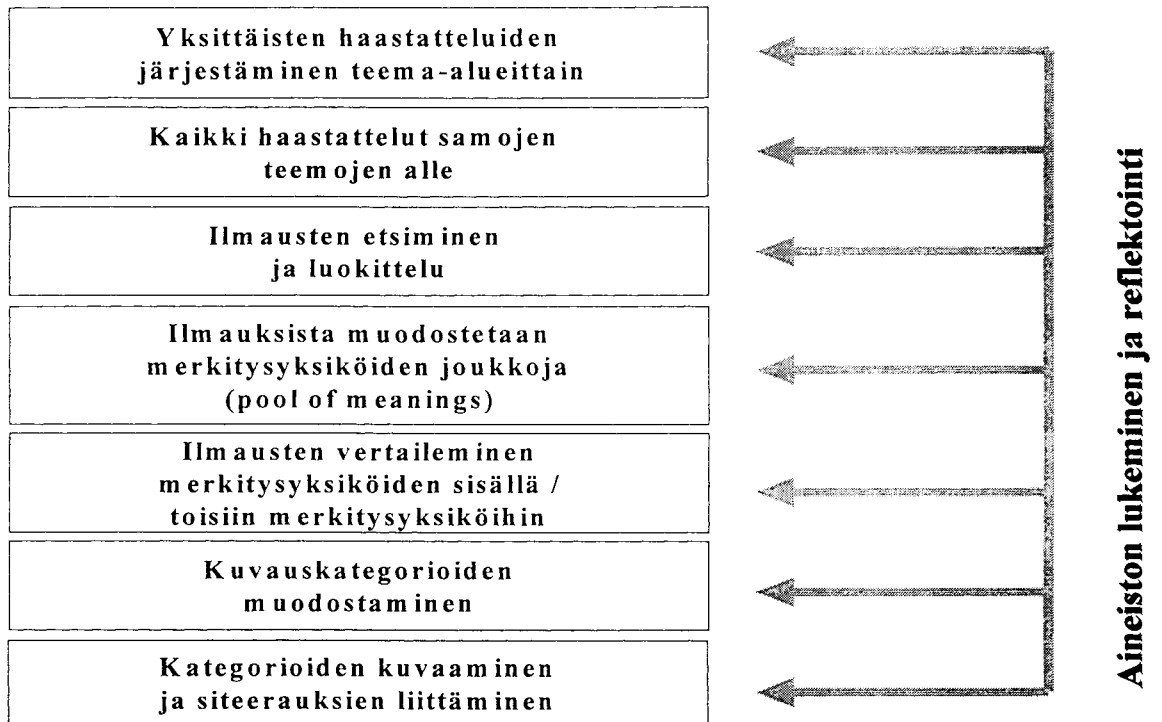 Yksittäisten haastatteluiden
järjestäminen teema-alueittain
Kaikki haastattelut samojen
teemojen alle
Ilmausten etsiminen
ja luokittelu
Ilmauksista muodostetaan
merkitysyksiköiden joukkoja
(pool of meanings)
Ilmausten vertaileminen
merkitysyksiköiden sisällä /
toisiin merkitysyksiköihin
Kuvauskategorioiden
muodostaminen
Kategorioiden kuvaaminen
ja siteerauksien liittäminen
Aineiston lukeminen ja reflektointi